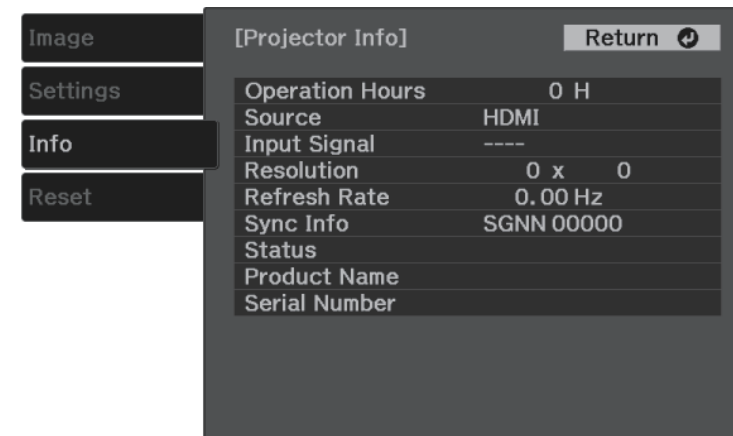 Image
Settings
Info
Reset
[Projector Info]
Return
Operation Hours 0 H
Source HDMI
Input Signal ----
Resolution 0 x 0
Refresh Rate 0.00 Hz
Sync Info SGNN 00000
Status
Product Name
Serial Number